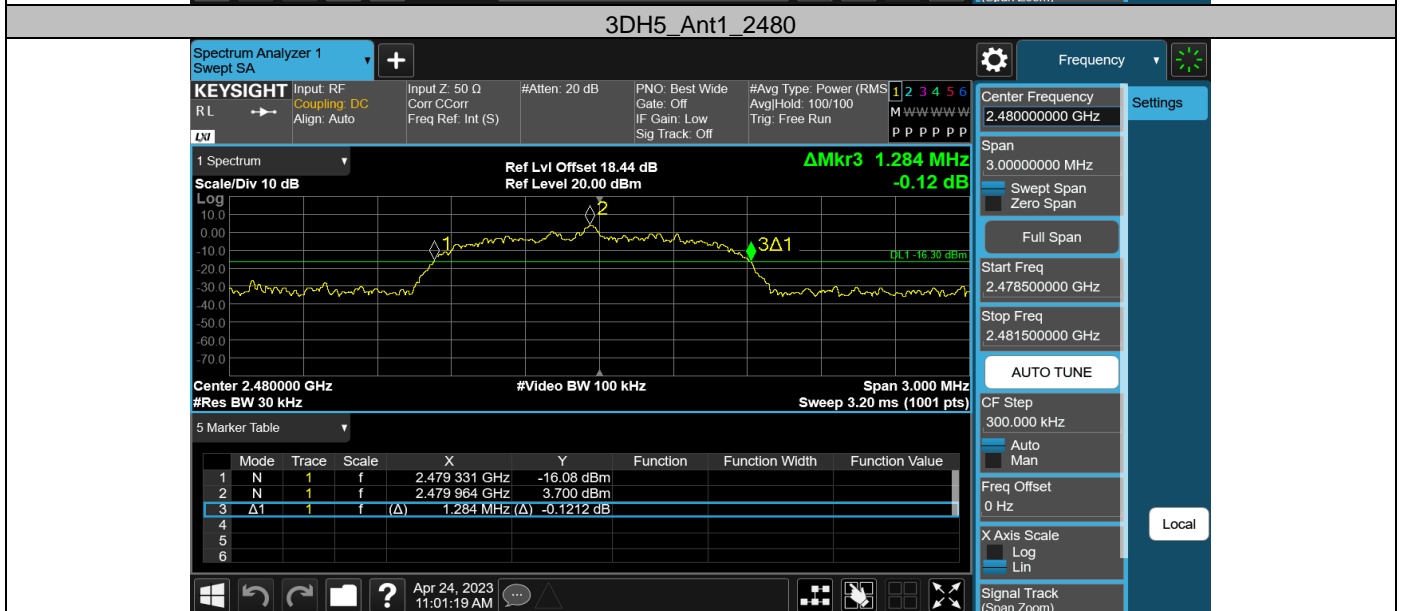 (Span Zoom)
3DH5_Ant1_2480
Spectrum Analyzer 1
Swept SA
+
Frequency
KEYSIGHT
RL
LXI
Input: RF
Coupling: DC
Align: Auto
Input Z: 50 Ω
Corr CCorr
Freq Ref: Int (S)
#Atten: 20 dB
PNO: Best Wide
Gate: Off
IF Gain: Low
Sig Track: Off
#Avg Type: Power (RMS
Avg|Hold: 100/100
Trig: Free Run
1 2 3 4 5 6
M W W W W W
P P P P P P
Center Frequency
2.480000000 GHz
Settings
Span
3.00000000 MHz
Swept Span
Zero Span
Full Span
Start Freq
2.478500000 GHz
Stop Freq
2.481500000 GHz
AUTO TUNE
CF Step
300.000 kHz
Auto
Man
Freq Offset
0 Hz
X Axis Scale
Log
Lin
Signal Track
(Span Zoom)
Local
1 Spectrum
Scale/Div 10 dB
Ref Lvl Offset 18.44 dB
Ref Level 20.00 dBm
ΔMkr3 1.284 MHz
-0.12 dB
Log
10.0
0.00
-10.0
-20.0
-30.0
-40.0
-50.0
-60.0
-70.0
1
2
3Δ1
DL1 -16.30 dBm
Center 2.480000 GHz
#Video BW 100 kHz
Span 3.000 MHz
#Res BW 30 kHz
Sweep 3.20 ms (1001 pts)
5 Marker Table
Mode Trace Scale X Y Function Function Width Function Value
1 N 1 f 2.479 331 GHz -16.08 dBm
2 N 1 f 2.479 964 GHz 3.700 dBm
3 Δ1 1 f (Δ) 1.284 MHz (Δ) -0.1212 dB
4
5
6
?
Apr 24, 2023
11:01:19 AM